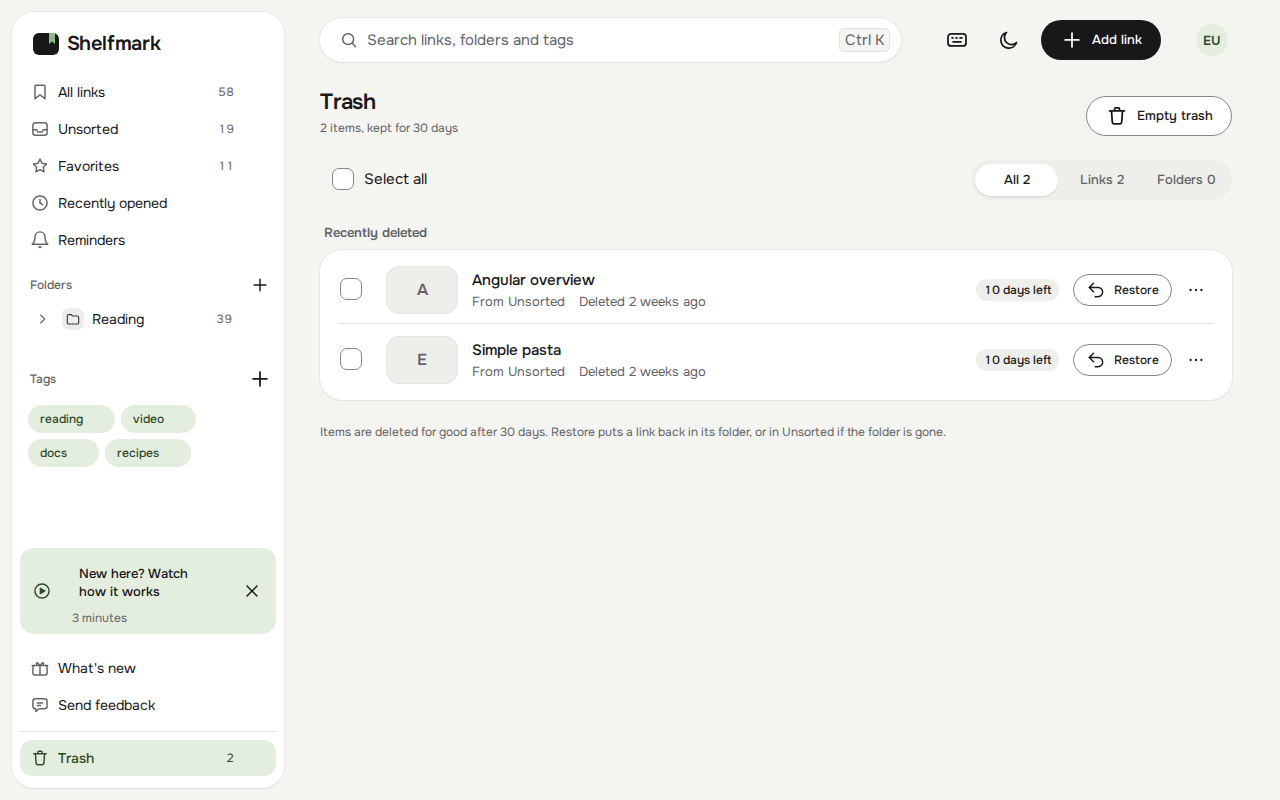 Shelfmark
All links 58
Unsorted 19
Favorites 11
Recently opened
Reminders
Folders
Reading 39
Tags
reading video
docs recipes
New here? Watch
how it works
3 minutes
What's new
Send feedback
Trash 2
Search links, folders and tags Ctrl K
Add link
EU
Trash
2 items, kept for 30 days
Empty trash
Select all
All 2 Links 2 Folders 0
Recently deleted
A
Angular overview
From Unsorted Deleted 2 weeks ago
10 days left
Restore
E
Simple pasta
From Unsorted Deleted 2 weeks ago
10 days left
Restore
Items are deleted for good after 30 days. Restore puts a link back in its folder, or in Unsorted if the folder is gone.